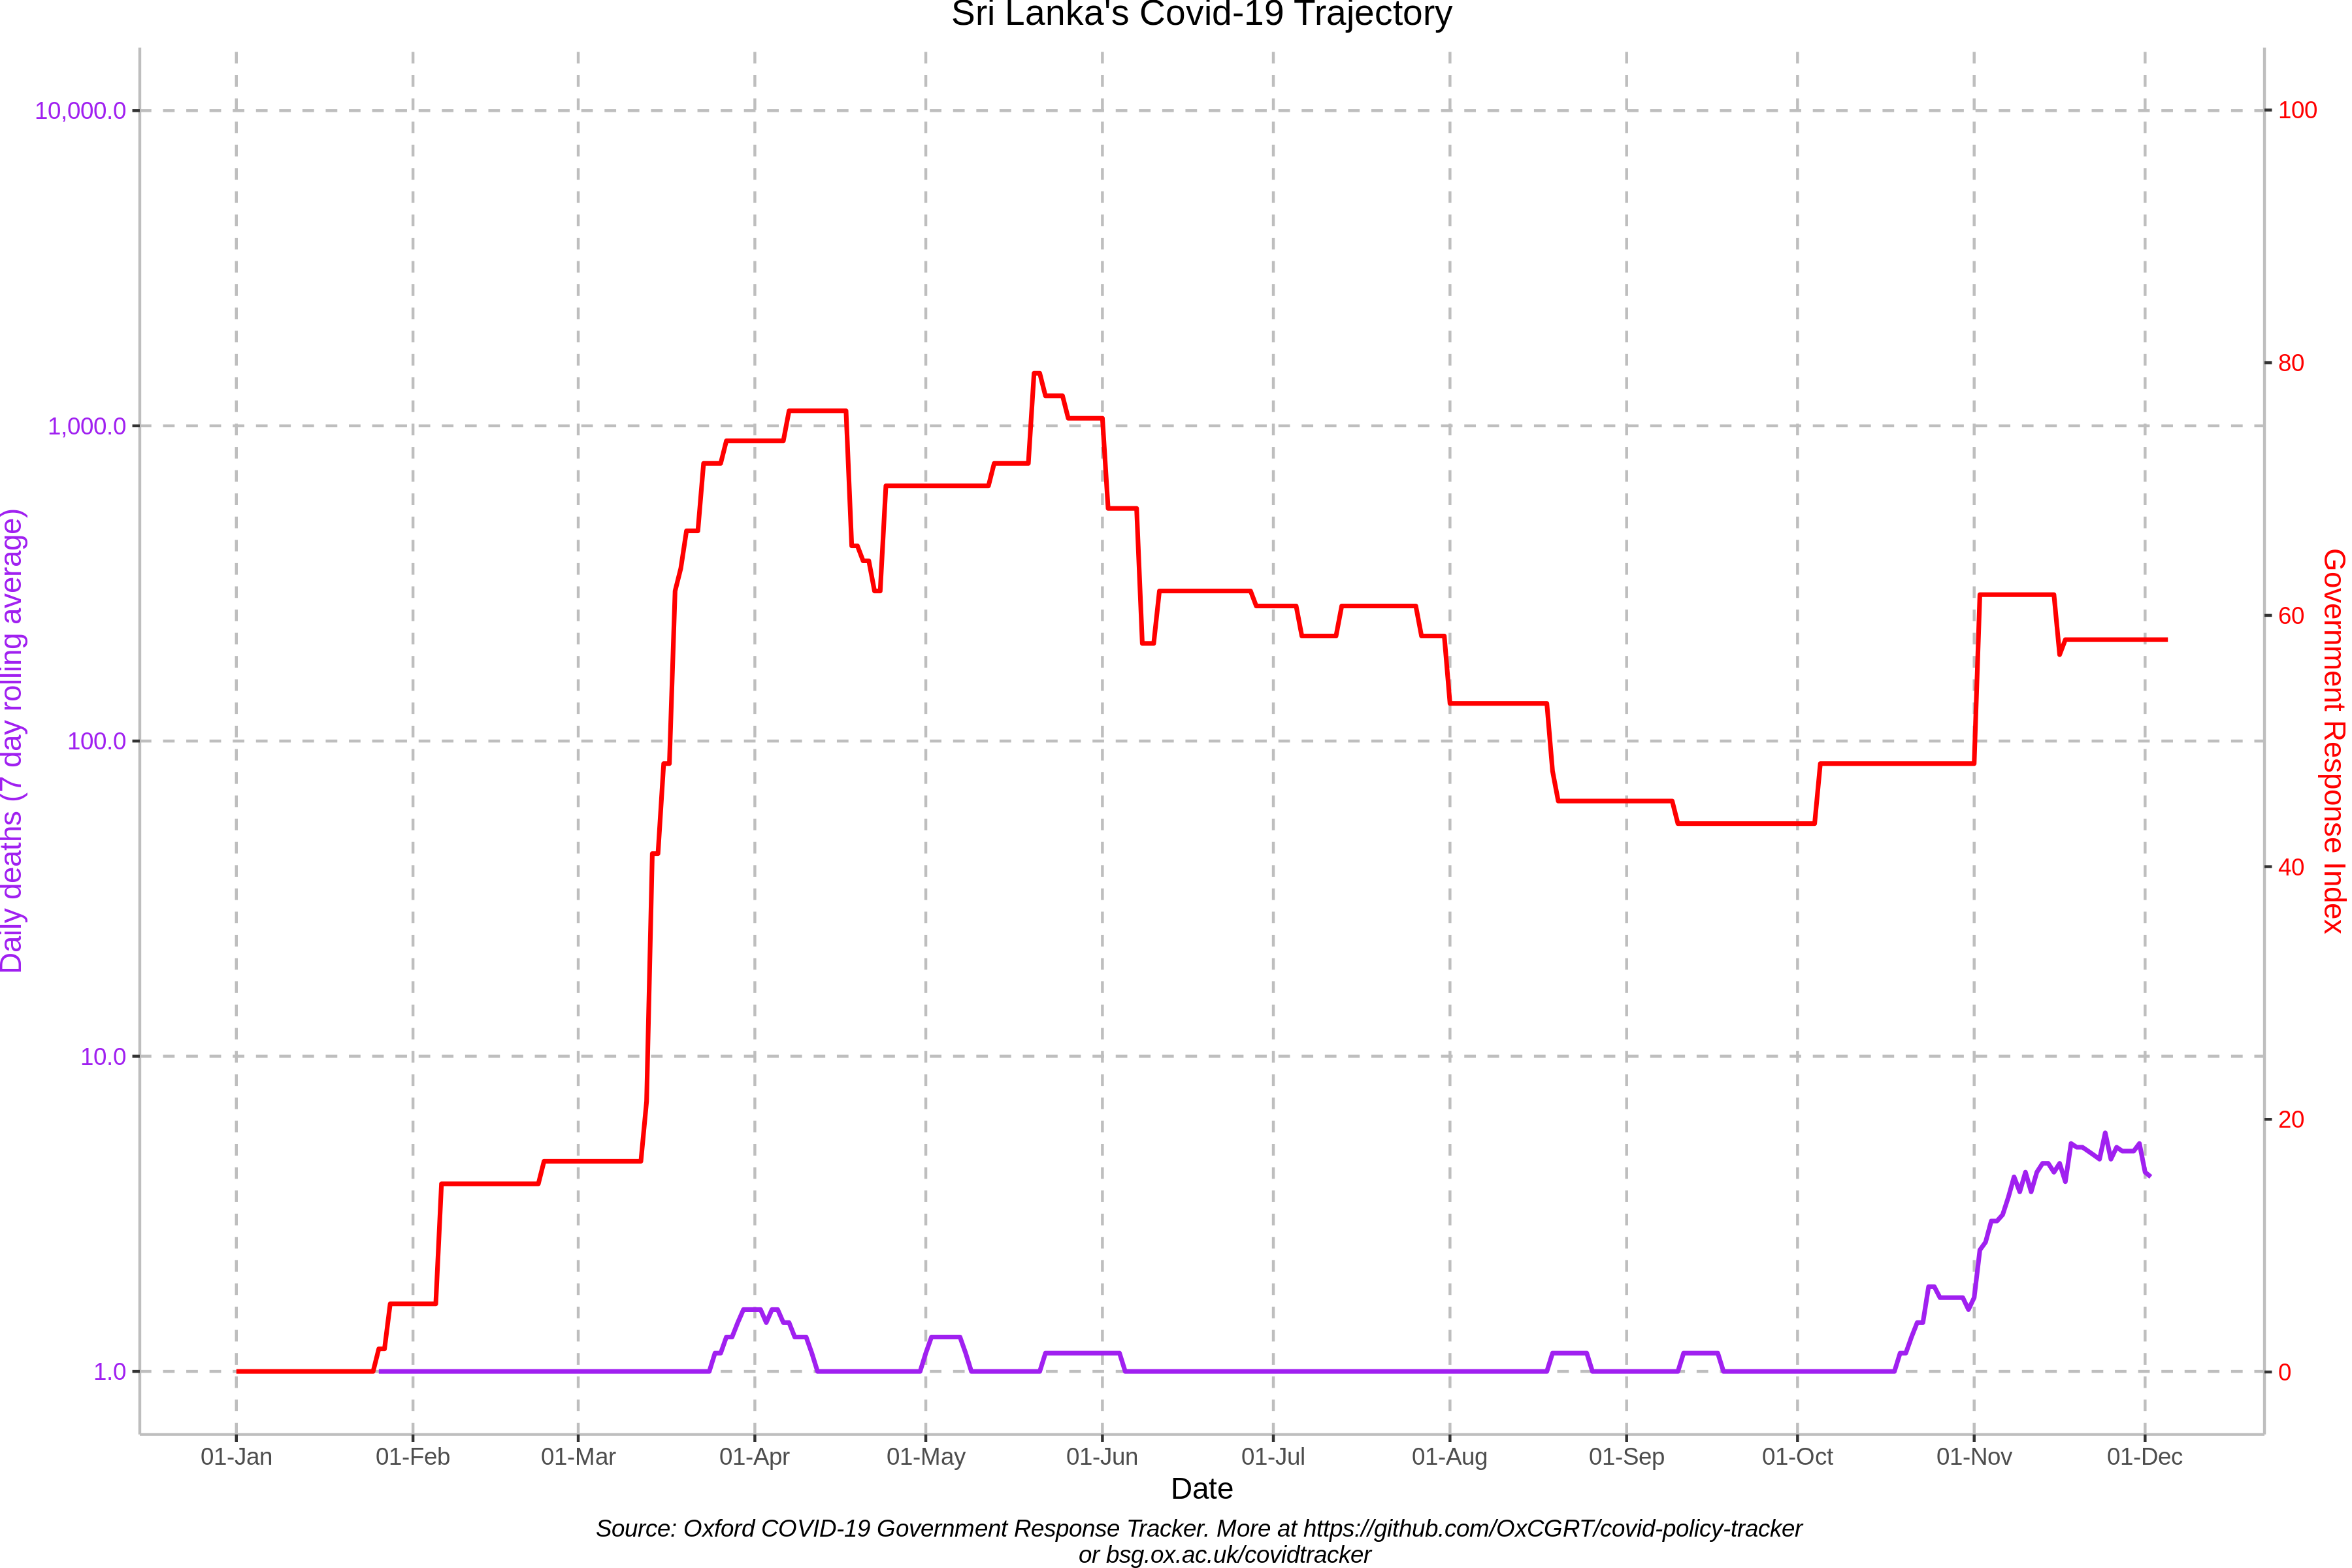 Sri Lanka's Covid-19 Trajectory
10,000.0
1,000.0
100.0
10.0
1.0
Daily deaths (7 day rolling average)
100
80
60
40
20
0
Government Response Index
01-Jan 01-Feb 01-Mar 01-Apr 01-May 01-Jun 01-Jul 01-Aug 01-Sep 01-Oct 01-Nov 01-Dec
Date
Source: Oxford COVID-19 Government Response Tracker. More at https://github.com/OxCGRT/covid-policy-tracker
or bsg.ox.ac.uk/covidtracker